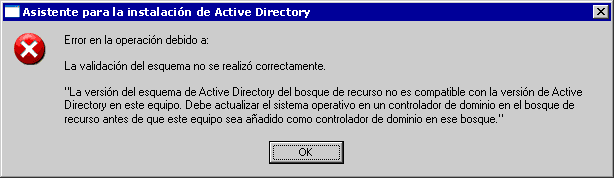 Asistente para la instalación de Active Directory
Error en la operación debido a:
La validación del esquema no se realizó correctamente.
"La versión del esquema de Active Directory del bosque de recurso no es compatible con la versión de Active
Directory en este equipo. Debe actualizar el sistema operativo en un controlador de dominio en el bosque de
recurso antes de que este equipo sea añadido como controlador de dominio en ese bosque."
OK